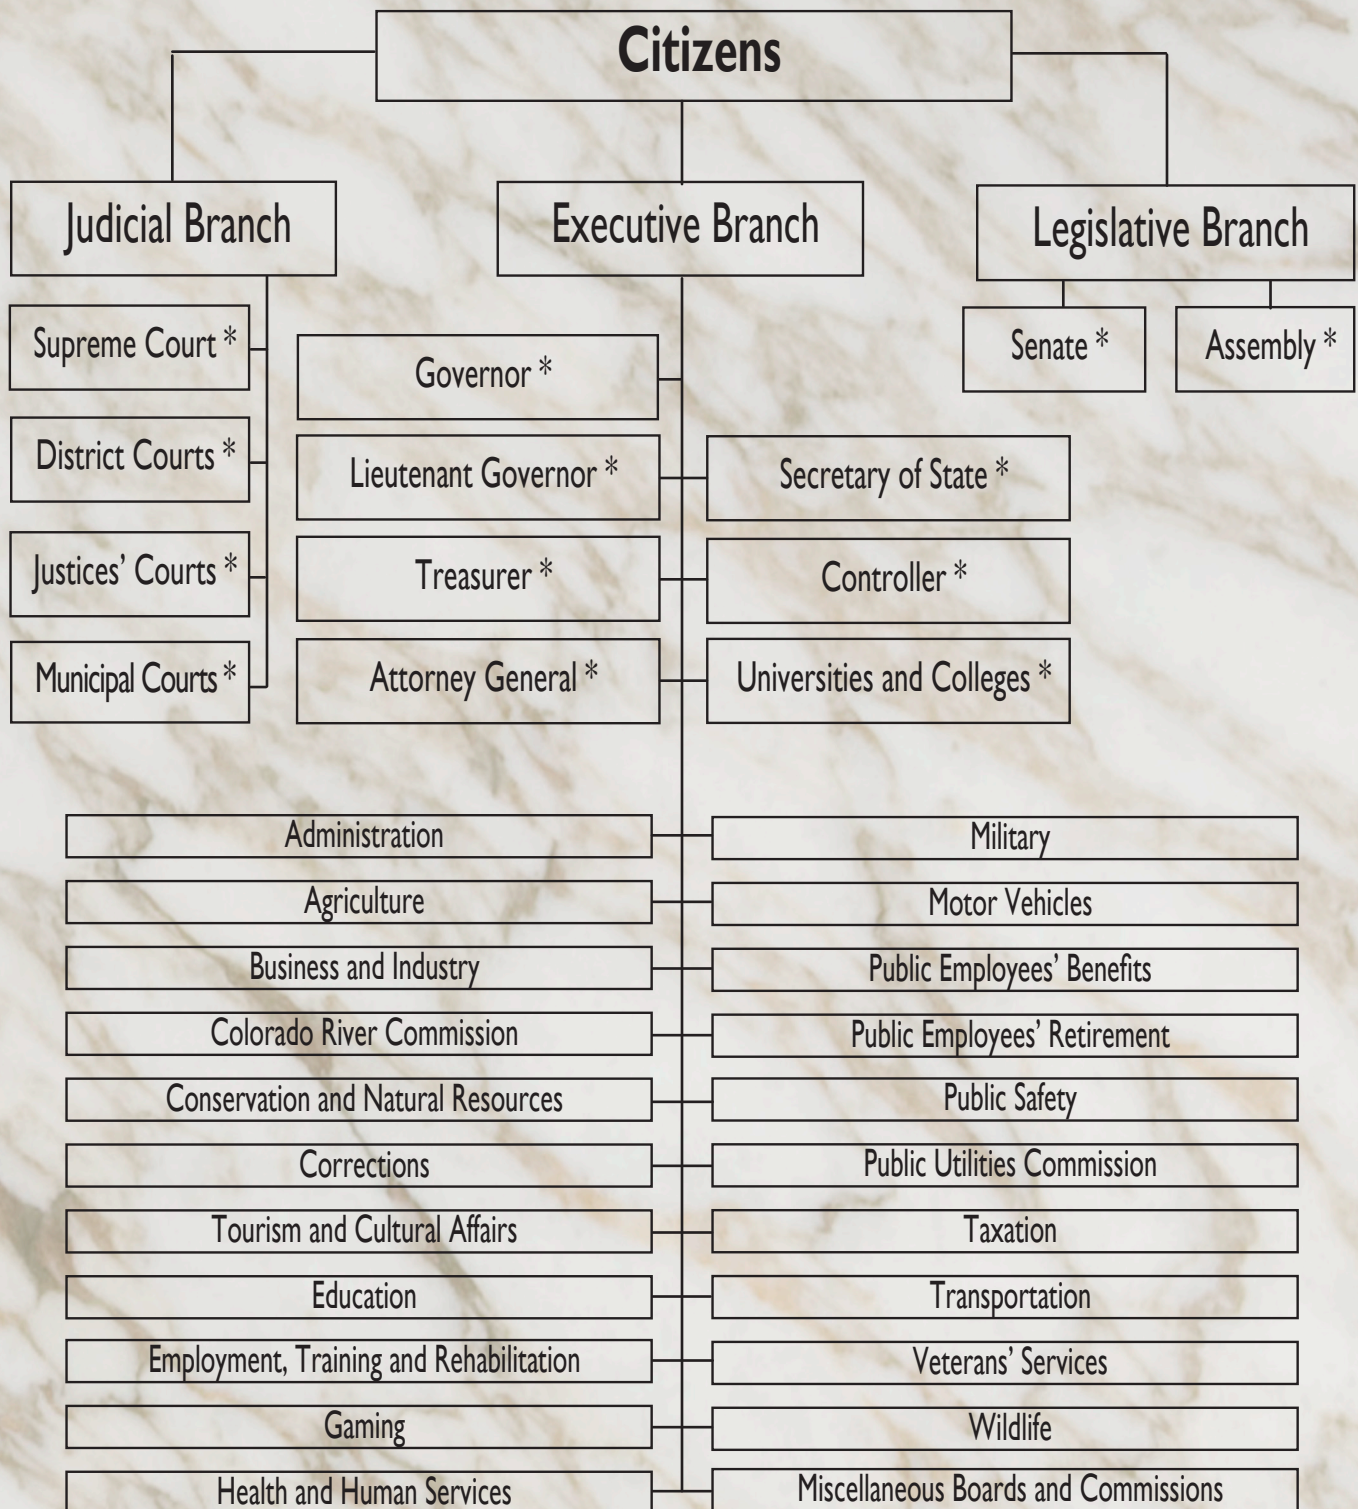 Citizens
Judicial Branch
Executive Branch
Legislative Branch
Supreme Court *
District Courts *
Justices’ Courts *
Municipal Courts *
Governor *
Lieutenant Governor *
Secretary of State *
Treasurer *
Controller *
Attorney General *
Universities and Colleges *
Senate *
Assembly *
Administration
Military
Agriculture
Motor Vehicles
Business and Industry
Public Employees’ Benefits
Colorado River Commission
Public Employees’ Retirement
Conservation and Natural Resources
Public Safety
Corrections
Public Utilities Commission
Tourism and Cultural Affairs
Taxation
Education
Transportation
Employment, Training and Rehabilitation
Veterans’ Services
Gaming
Wildlife
Health and Human Services
Miscellaneous Boards and Commissions